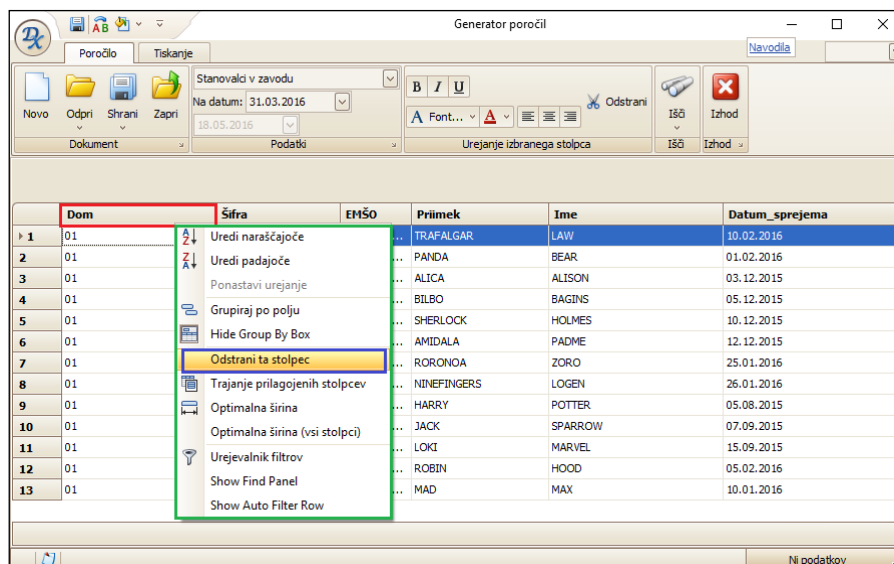 Generator poročil
Poročilo Tiskanje Navodila
Novo Odpri Shrani Zapri
Dokument
Stanovalci v zavodu
Na datum: 31.03.2016
18.05.2016
Podatki
B I U
A Font... A
Odstrani
Urejanje izbranega stolpca
Išči
Išči
Izhod
Izhod
Dom Šifra EMŠO Priimek Ime Datum_sprejema
1 01 ... TRAFALGAR LAW 10.02.2016
2 01 ... PANDA BEAR 01.02.2016
3 01 ... ALICA ALISON 03.12.2015
4 01 ... BILBO BAGINS 05.12.2015
5 01 ... SHERLOCK HOLMES 10.12.2015
6 01 ... AMIDALA PADME 12.12.2015
7 01 ... RORONOA ZORO 25.01.2016
8 01 ... NINEFINGERS LOGEN 26.01.2016
9 01 ... HARRY POTTER 05.08.2015
10 01 ... JACK SPARROW 07.09.2015
11 01 ... LOKI MARVEL 15.09.2015
12 01 ... ROBIN HOOD 05.02.2016
13 01 ... MAD MAX 10.01.2016
Uredi naraščajoče
Uredi padajoče
Ponastavi urejanje
Grupiraj po polju
Hide Group By Box
Odstrani ta stolpec
Trajanje prilagojenih stolpcev
Optimalna širina
Optimalna širina (vsi stolpci)
Urejevalnik filtrov
Show Find Panel
Show Auto Filter Row
Ni podatkov